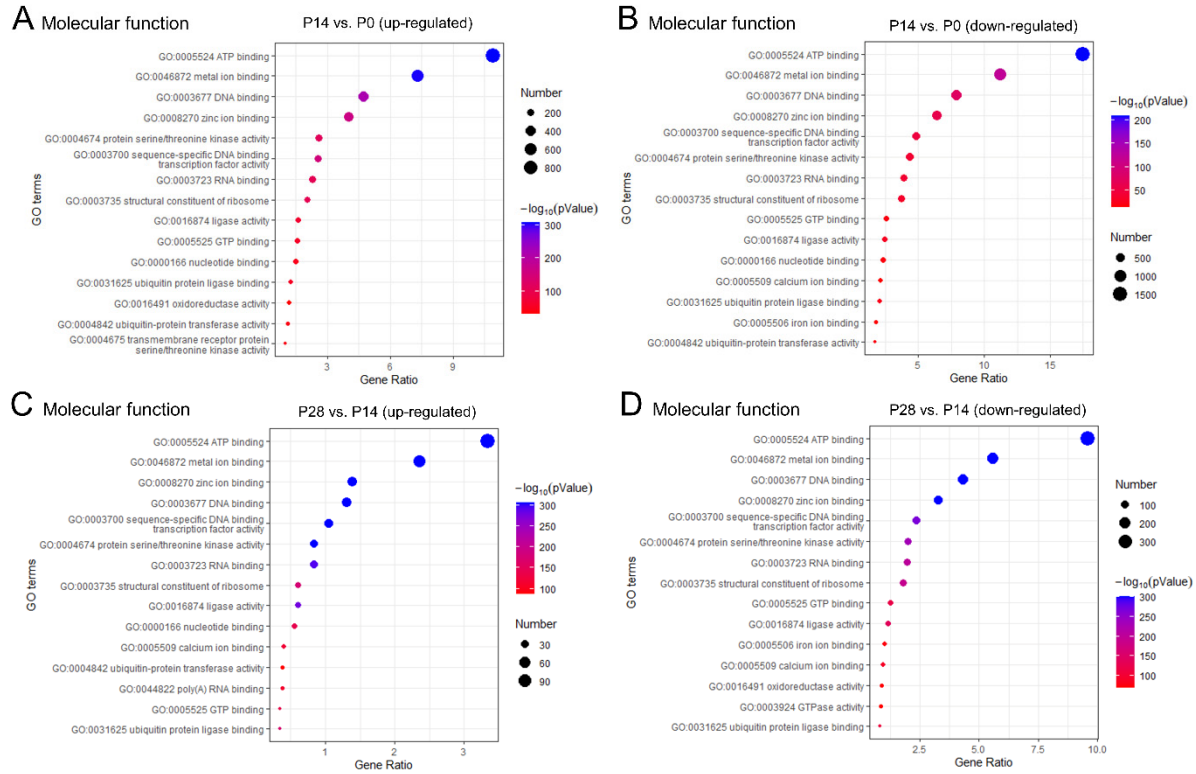 A Molecular function
P14 vs. P0 (up-regulated)
GO terms
GO:0005524 ATP binding
GO:0046872 metal ion binding
GO:0003677 DNA binding
GO:0008270 zinc ion binding
GO:0004674 protein serine/threonine kinase activity
GO:0003700 sequence-specific DNA binding
transcription factor activity
GO:0003723 RNA binding
GO:0003735 structural constituent of ribosome
GO:0016874 ligase activity
GO:0005525 GTP binding
GO:0000166 nucleotide binding
GO:0031625 ubiquitin protein ligase binding
GO:0016491 oxidoreductase activity
GO:0004842 ubiquitin-protein transferase activity
GO:0004675 transmembrane receptor protein
serine/threonine kinase activity
3 6 9
Gene Ratio
Number
200
400
600
800
−log10(pValue)
300
200
100
B Molecular function
P14 vs. P0 (down-regulated)
GO terms
GO:0005524 ATP binding
GO:0046872 metal ion binding
GO:0003677 DNA binding
GO:0008270 zinc ion binding
GO:0003700 sequence-specific DNA binding
transcription factor activity
GO:0004674 protein serine/threonine kinase activity
GO:0003723 RNA binding
GO:0003735 structural constituent of ribosome
GO:0005525 GTP binding
GO:0016874 ligase activity
GO:0000166 nucleotide binding
GO:0005509 calcium ion binding
GO:0031625 ubiquitin protein ligase binding
GO:0005506 iron ion binding
GO:0004842 ubiquitin-protein transferase activity
5 10 15
Gene Ratio
−log10(pValue)
200
150
100
50
Number
500
1000
1500
C Molecular function
P28 vs. P14 (up-regulated)
GO terms
GO:0005524 ATP binding
GO:0046872 metal ion binding
GO:0008270 zinc ion binding
GO:0003677 DNA binding
GO:0003700 sequence-specific DNA binding
transcription factor activity
GO:0004674 protein serine/threonine kinase activity
GO:0003723 RNA binding
GO:0003735 structural constituent of ribosome
GO:0016874 ligase activity
GO:0000166 nucleotide binding
GO:0005509 calcium ion binding
GO:0004842 ubiquitin-protein transferase activity
GO:0044822 poly(A) RNA binding
GO:0005525 GTP binding
GO:0031625 ubiquitin protein ligase binding
1 2 3
Gene Ratio
−log10(pValue)
300
250
200
150
100
Number
30
60
90
D Molecular function
P28 vs. P14 (down-regulated)
GO terms
GO:0005524 ATP binding
GO:0046872 metal ion binding
GO:0003677 DNA binding
GO:0008270 zinc ion binding
GO:0003700 sequence-specific DNA binding
transcription factor activity
GO:0004674 protein serine/threonine kinase activity
GO:0003723 RNA binding
GO:0003735 structural constituent of ribosome
GO:0005525 GTP binding
GO:0016874 ligase activity
GO:0005506 iron ion binding
GO:0005509 calcium ion binding
GO:0016491 oxidoreductase activity
GO:0003924 GTPase activity
GO:0031625 ubiquitin protein ligase binding
2.5 5.0 7.5 10.0
Gene Ratio
Number
100
200
300
−log10(pValue)
300
250
200
150
100